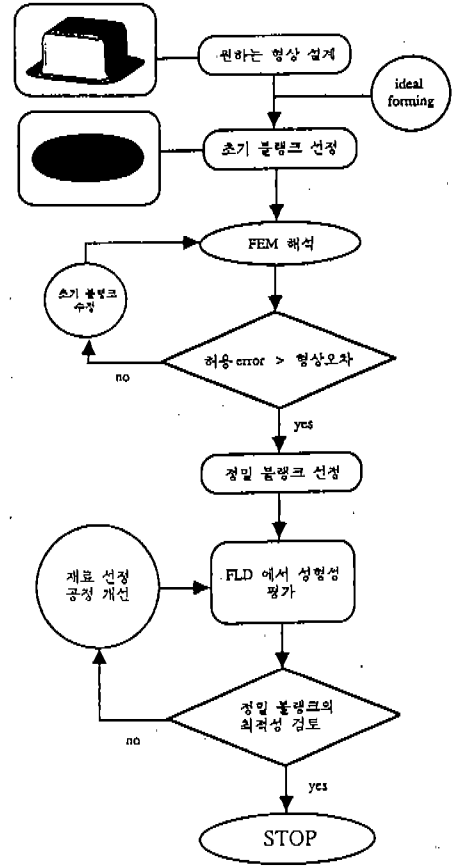 원하는 형상 설계
ideal
forming
초기 블랭크 선정
FEM 해석
초기 블랭크
수정
허용 error > 형상오차
no
yes
정밀 블랭크 선정
재료 선정
공정 개선
FLD 에서 성형성
평가
정밀 블랭크의
최적성 검토
no
yes
STOP